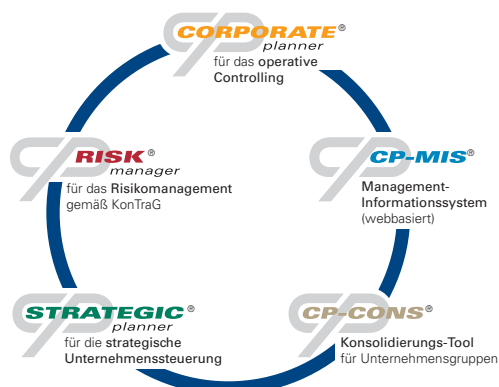 CORPORATE®
planner
für das operative
Controlling
RISK®
manager
für das Risikomanagement
gemäß KonTraG
CP-MIS®
Management-
Informationssystem
(webbasiert)
STRATEGIC®
planner
für die strategische
Unternehmenssteuerung
CP-CONS®
Konsolidierungs-Tool
für Unternehmensgruppen